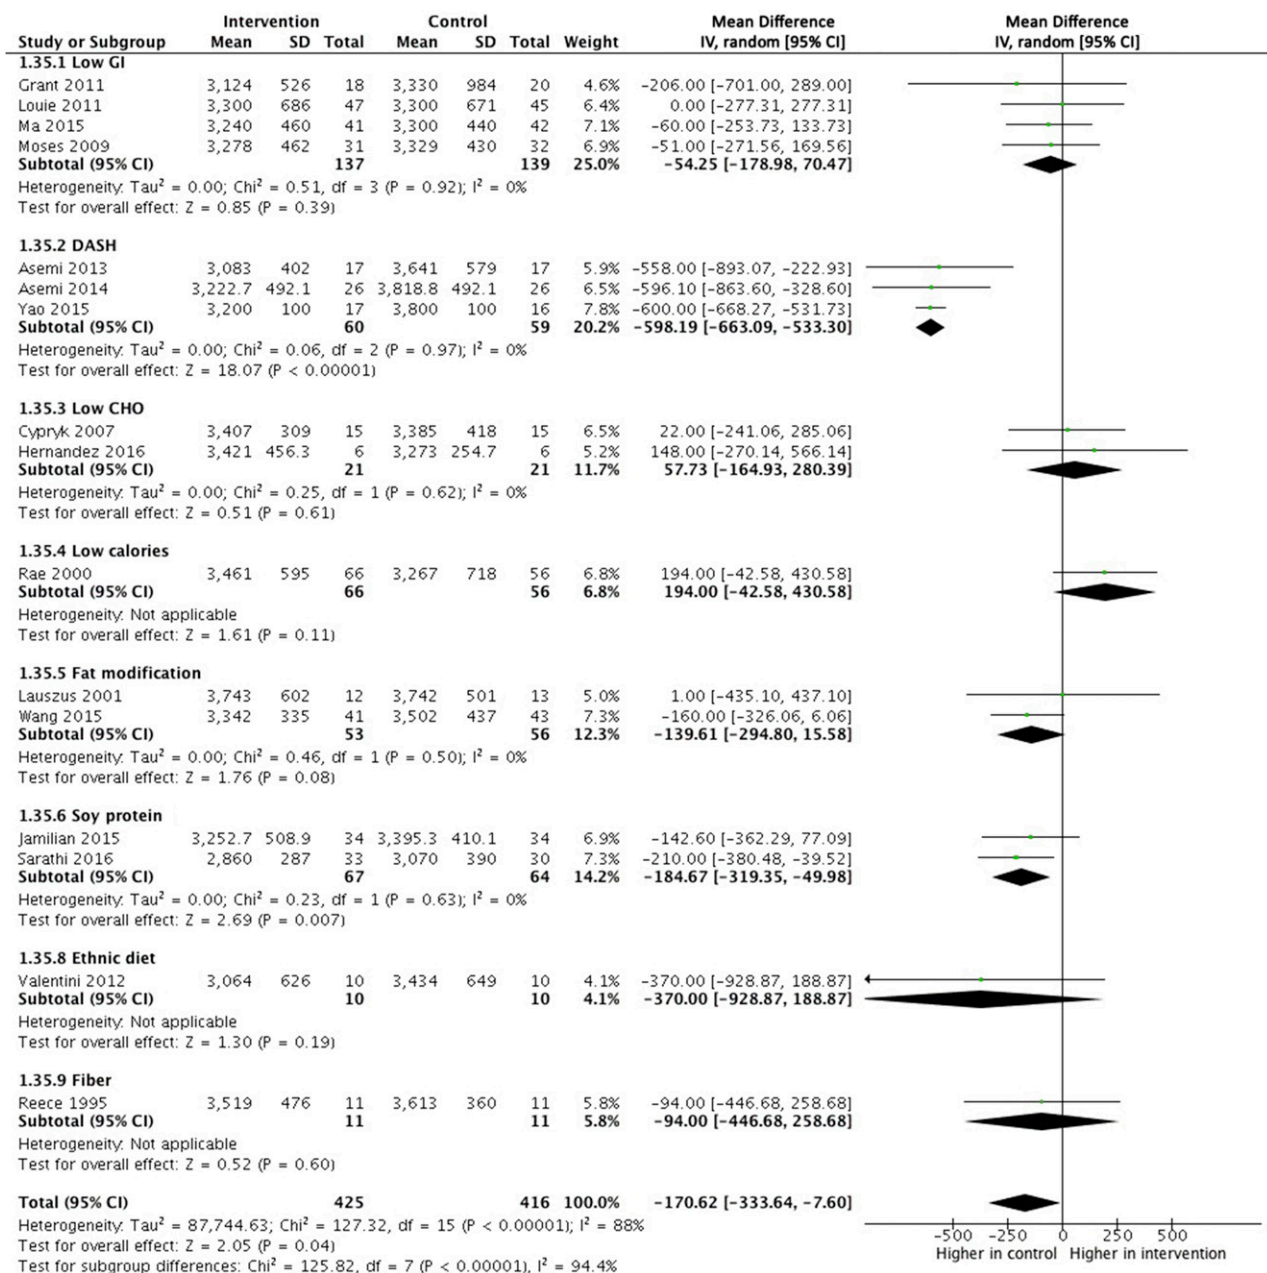 Intervention Control Mean Difference Mean Difference
Study or Subgroup Mean SD Total Mean SD Total Weight IV, random [95% CI] IV, random [95% CI]
1.35.1 Low GI
Grant 2011 3,124 526 18 3,330 984 20 4.6% -206.00 [-701.00, 289.00]
Louie 2011 3,300 686 47 3,300 671 45 6.4% 0.00 [-277.31, 277.31]
Ma 2015 3,240 460 41 3,300 440 42 7.1% -60.00 [-253.73, 133.73]
Moses 2009 3,278 462 31 3,329 430 32 6.9% -51.00 [-271.56, 169.56]
Subtotal (95% CI) 137 139 25.0% -54.25 [-178.98, 70.47]
Heterogeneity: Tau² = 0.00; Chi² = 0.51, df = 3 (P = 0.92); I² = 0%
Test for overall effect: Z = 0.85 (P = 0.39)
1.35.2 DASH
Asemi 2013 3,083 402 17 3,641 579 17 5.9% -558.00 [-893.07, -222.93]
Asemi 2014 3,222.7 492.1 26 3,818.8 492.1 26 6.5% -596.10 [-863.60, -328.60]
Yao 2015 3,200 100 17 3,800 100 16 7.8% -600.00 [-668.27, -531.73]
Subtotal (95% CI) 60 59 20.2% -598.19 [-663.09, -533.30]
Heterogeneity: Tau² = 0.00; Chi² = 0.06, df = 2 (P = 0.97); I² = 0%
Test for overall effect: Z = 18.07 (P < 0.00001)
1.35.3 Low CHO
Cypryk 2007 3,407 309 15 3,385 418 15 6.5% 22.00 [-241.06, 285.06]
Hernandez 2016 3,421 456.3 6 3,273 254.7 6 5.2% 148.00 [-270.14, 566.14]
Subtotal (95% CI) 21 21 11.7% 57.73 [-164.93, 280.39]
Heterogeneity: Tau² = 0.00; Chi² = 0.25, df = 1 (P = 0.62); I² = 0%
Test for overall effect: Z = 0.51 (P = 0.61)
1.35.4 Low calories
Rae 2000 3,461 595 66 3,267 718 56 6.8% 194.00 [-42.58, 430.58]
Subtotal (95% CI) 66 56 6.8% 194.00 [-42.58, 430.58]
Heterogeneity: Not applicable
Test for overall effect: Z = 1.61 (P = 0.11)
1.35.5 Fat modification
Lauszus 2001 3,743 602 12 3,742 501 13 5.0% 1.00 [-435.10, 437.10]
Wang 2015 3,342 335 41 3,502 437 43 7.3% -160.00 [-326.06, 6.06]
Subtotal (95% CI) 53 56 12.3% -139.61 [-294.80, 15.58]
Heterogeneity: Tau² = 0.00; Chi² = 0.46, df = 1 (P = 0.50); I² = 0%
Test for overall effect: Z = 1.76 (P = 0.08)
1.35.6 Soy protein
Jamilian 2015 3,252.7 508.9 34 3,395.3 410.1 34 6.9% -142.60 [-362.29, 77.09]
Sarathi 2016 2,860 287 33 3,070 390 30 7.3% -210.00 [-380.48, -39.52]
Subtotal (95% CI) 67 64 14.2% -184.67 [-319.35, -49.98]
Heterogeneity: Tau² = 0.00; Chi² = 0.23, df = 1 (P = 0.63); I² = 0%
Test for overall effect: Z = 2.69 (P = 0.007)
1.35.8 Ethnic diet
Valentini 2012 3,064 626 10 3,434 649 10 4.1% -370.00 [-928.87, 188.87]
Subtotal (95% CI) 10 10 4.1% -370.00 [-928.87, 188.87]
Heterogeneity: Not applicable
Test for overall effect: Z = 1.30 (P = 0.19)
1.35.9 Fiber
Reece 1995 3,519 476 11 3,613 360 11 5.8% -94.00 [-446.68, 258.68]
Subtotal (95% CI) 11 11 5.8% -94.00 [-446.68, 258.68]
Heterogeneity: Not applicable
Test for overall effect: Z = 0.52 (P = 0.60)
Total (95% CI) 425 416 100.0% -170.62 [-333.64, -7.60]
Heterogeneity: Tau² = 87,744.63; Chi² = 127.32, df = 15 (P < 0.00001); I² = 88%
Test for overall effect: Z = 2.05 (P = 0.04)
Test for subgroup differences: Chi² = 125.82, df = 7 (P < 0.00001), I² = 94.4%
-500 -250 0 250 500
Higher in control Higher in intervention